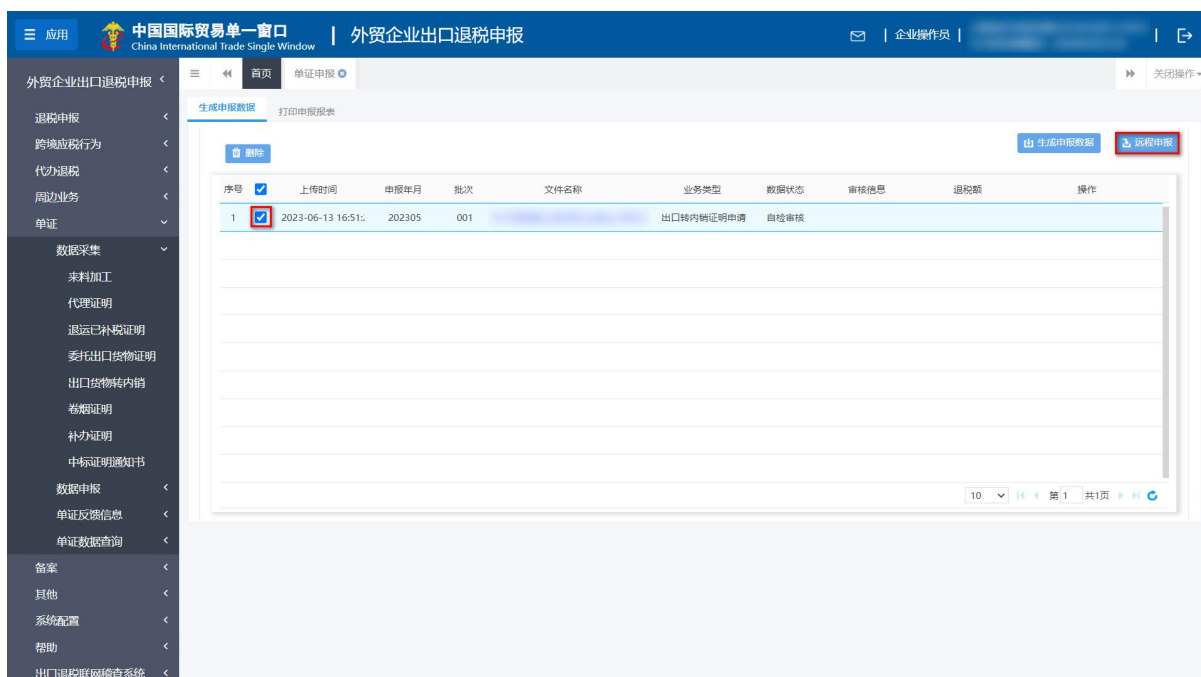 应用
中国国际贸易单一窗口
China International Trade Single Window
外贸企业出口退税申报
企业操作员
外贸企业出口退税申报
首页
单证申报
关闭操作
退税申报
跨境应税行为
代办退税
周边业务
单证
数据采集
来料加工
代理证明
退运已补税证明
委托出口货物证明
出口货物转内销
卷烟证明
补办证明
中标证明通知书
数据申报
单证反馈信息
单证数据查询
备案
其他
系统配置
帮助
出口退税联网稽查系统
生成申报数据 打印申报报表
删除 生成申报数据 远程申报
序号 上传时间 申报年月 批次 文件名称 业务类型 数据状态 审核信息 退税额 操作
1 2023-06-13 16:51:. 202305 001 出口转内销证明申请 自检审核
10 第 1 共1页